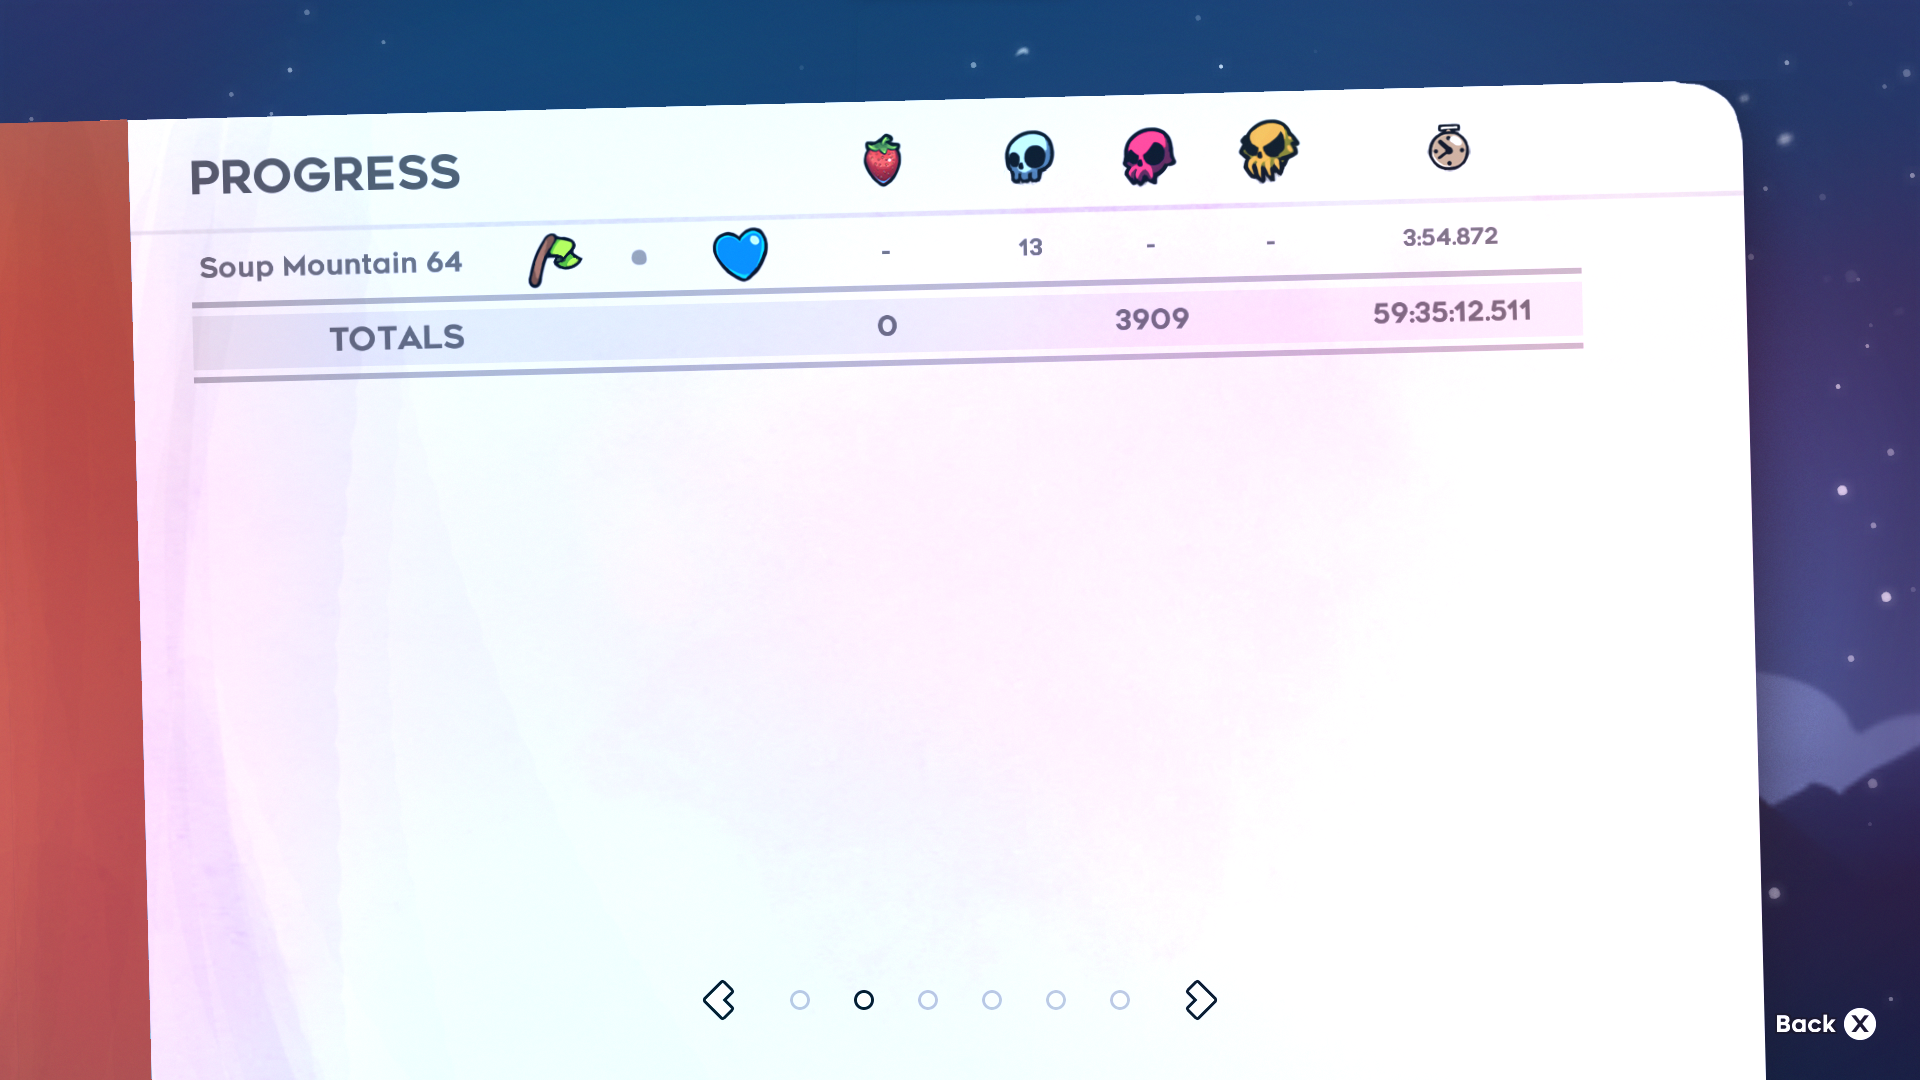 PROGRESS
Soup Mountain 64 - 13 - - 3:54.872
TOTALS 0 3909 59:35:12.511
Back X